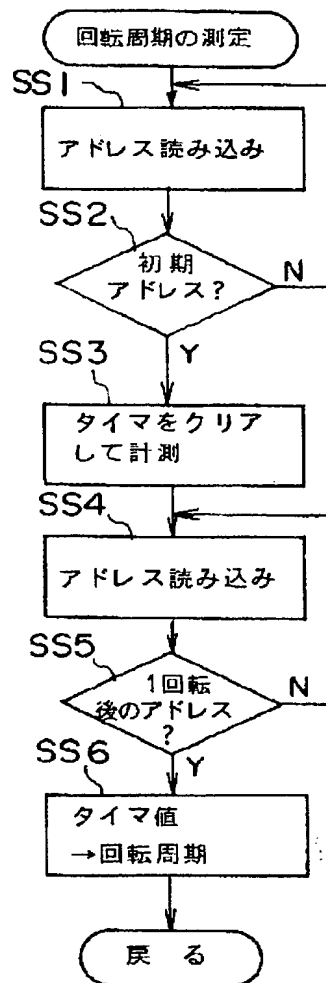 回転周期の測定
SS1
アドレス読み込み
SS2
初期
アドレス?
N
Y
SS3
タイマをクリア
して計測
SS4
アドレス読み込み
SS5
1回転
後のアドレス
?
N
Y
SS6
タイマ値
→回転周期
戻る